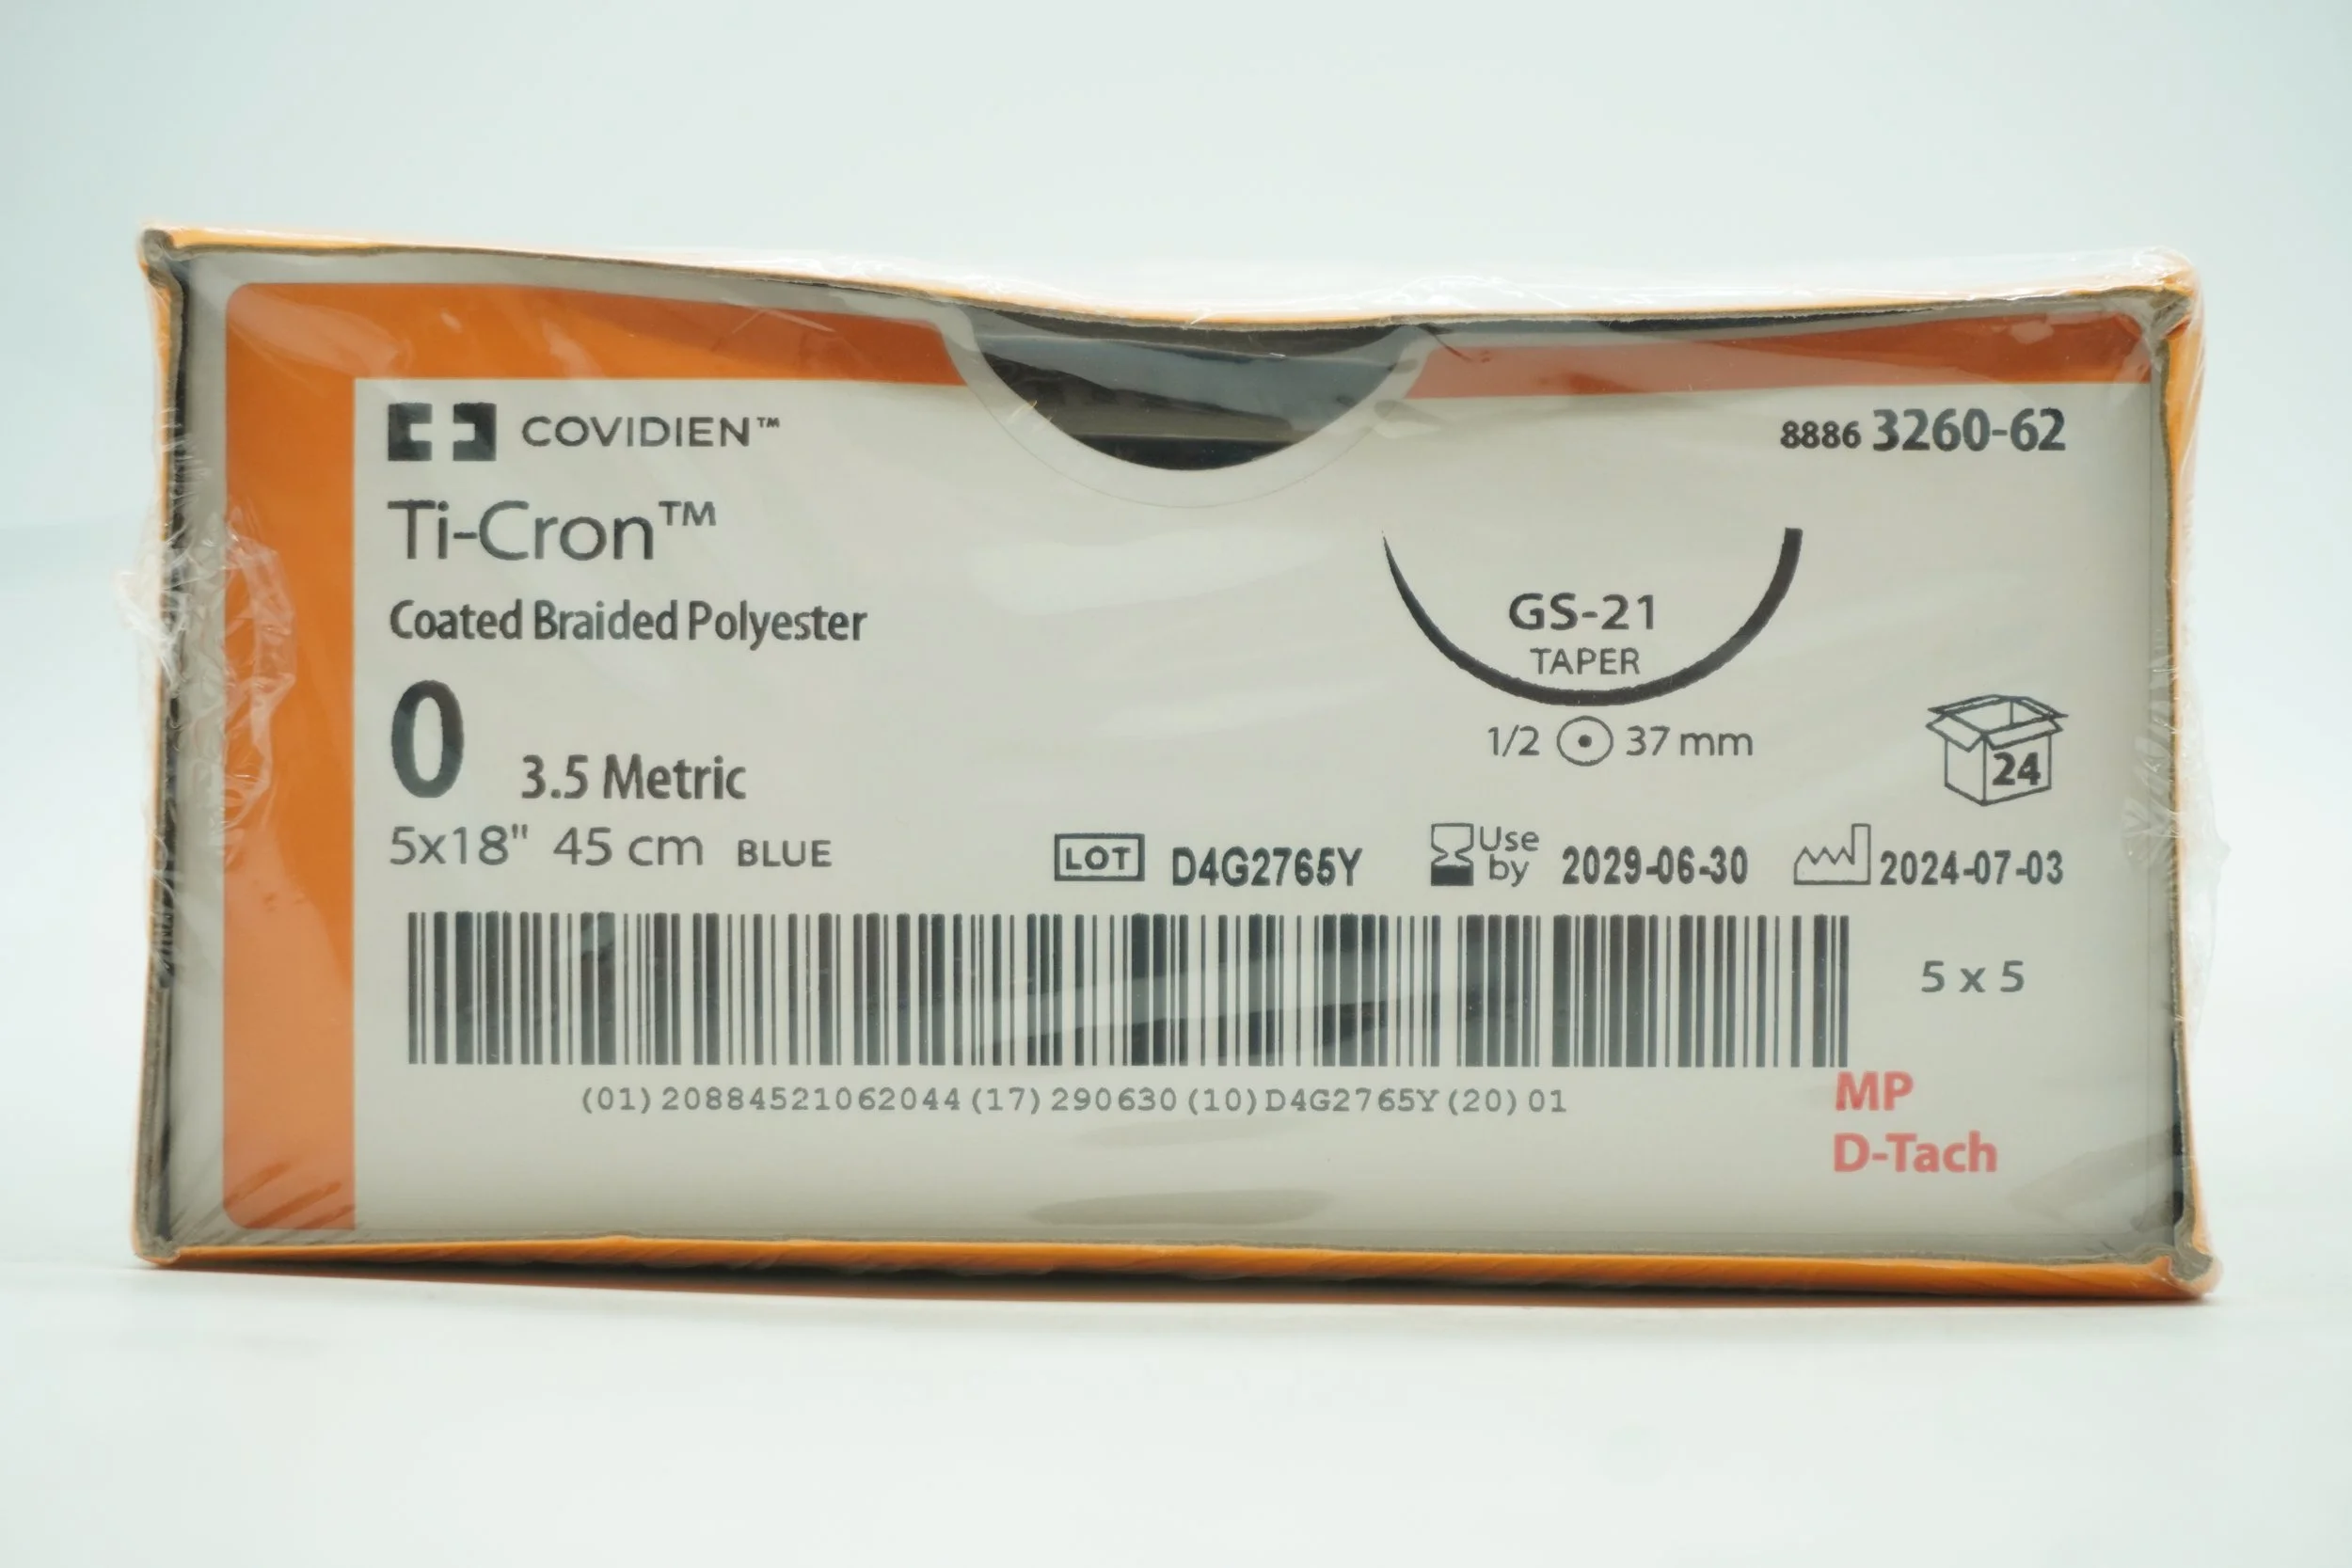 COVIDIEN™
8886 3260-62
Ti-Cron™
Coated Braided Polyester
GS-21
TAPER
0 3.5 Metric
1/2 37 mm
24
5x18" 45 cm BLUE
LOT D4G2765Y
Use by 2029-06-30
2024-07-03
5 x 5
(01)20884521062044(17)290630(10)D4G2765Y(20)01
MP
D-Tach